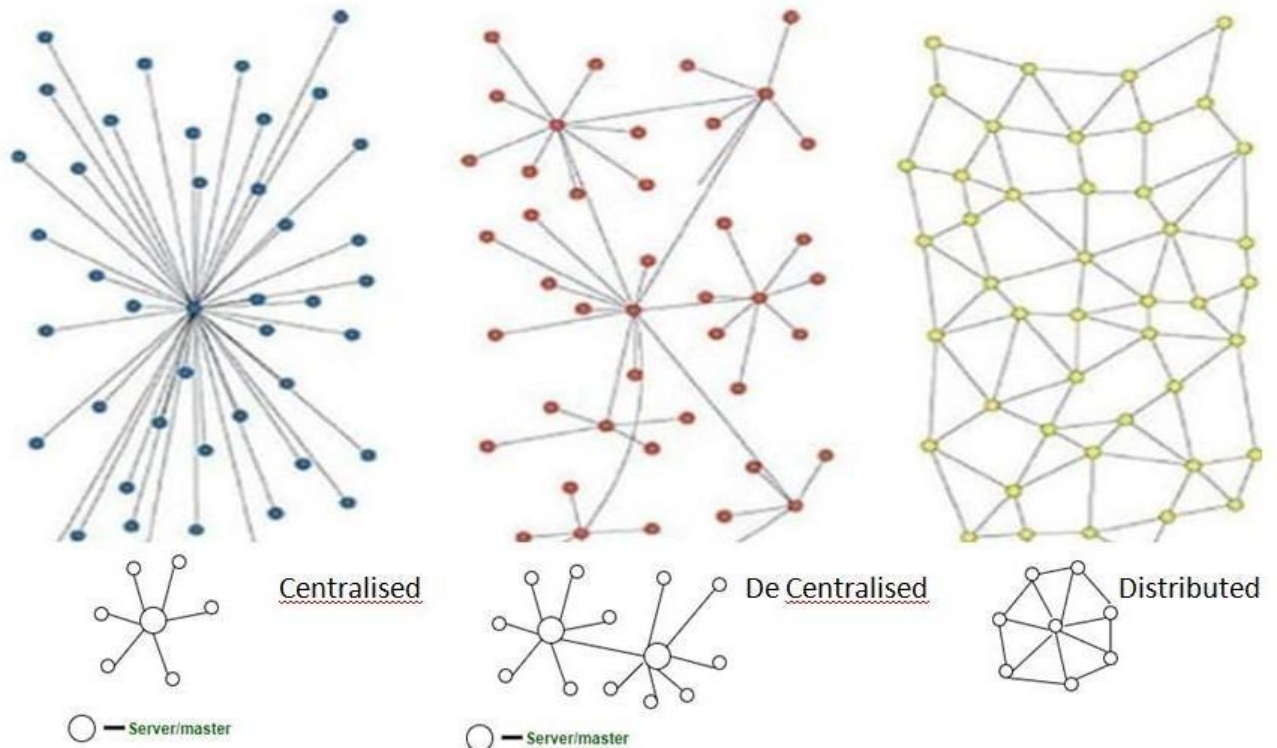 Centralised
De Centralised
Distributed
Server/master
Server/master